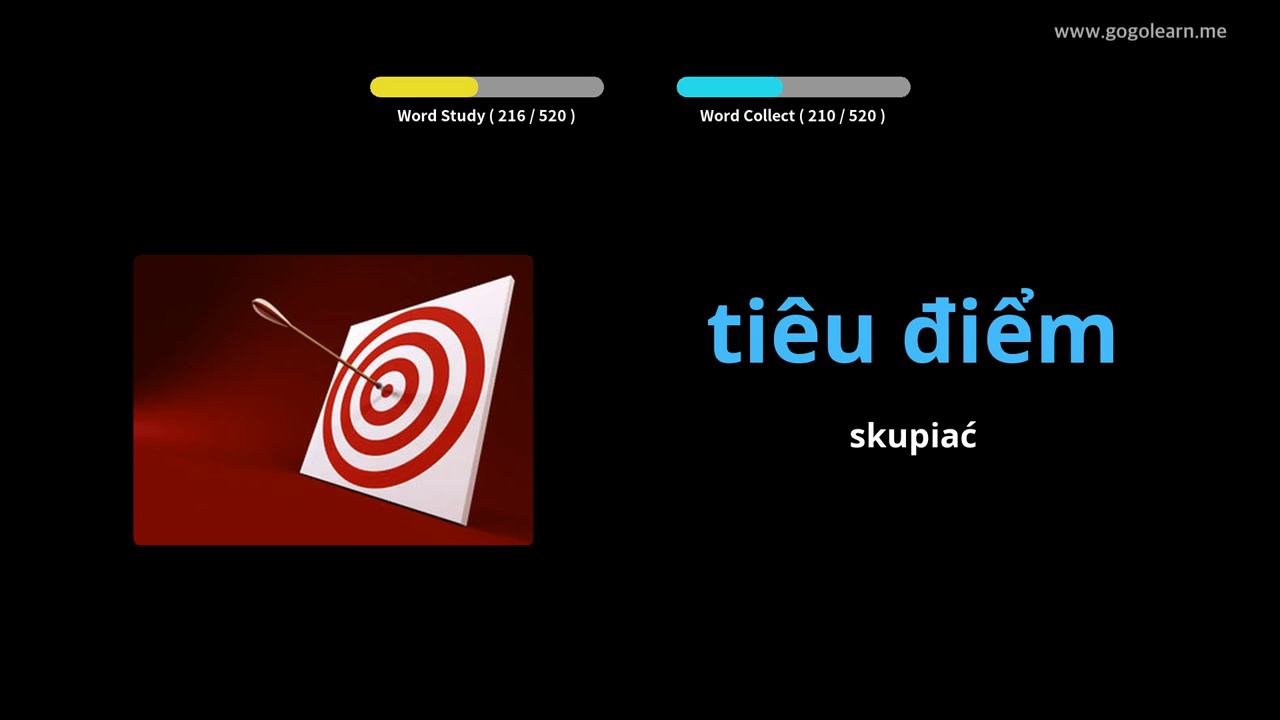 www.gogolearn.me
Word Study ( 216 / 520 )
Word Collect ( 210 / 520 )
tiêu điểm
skupiać